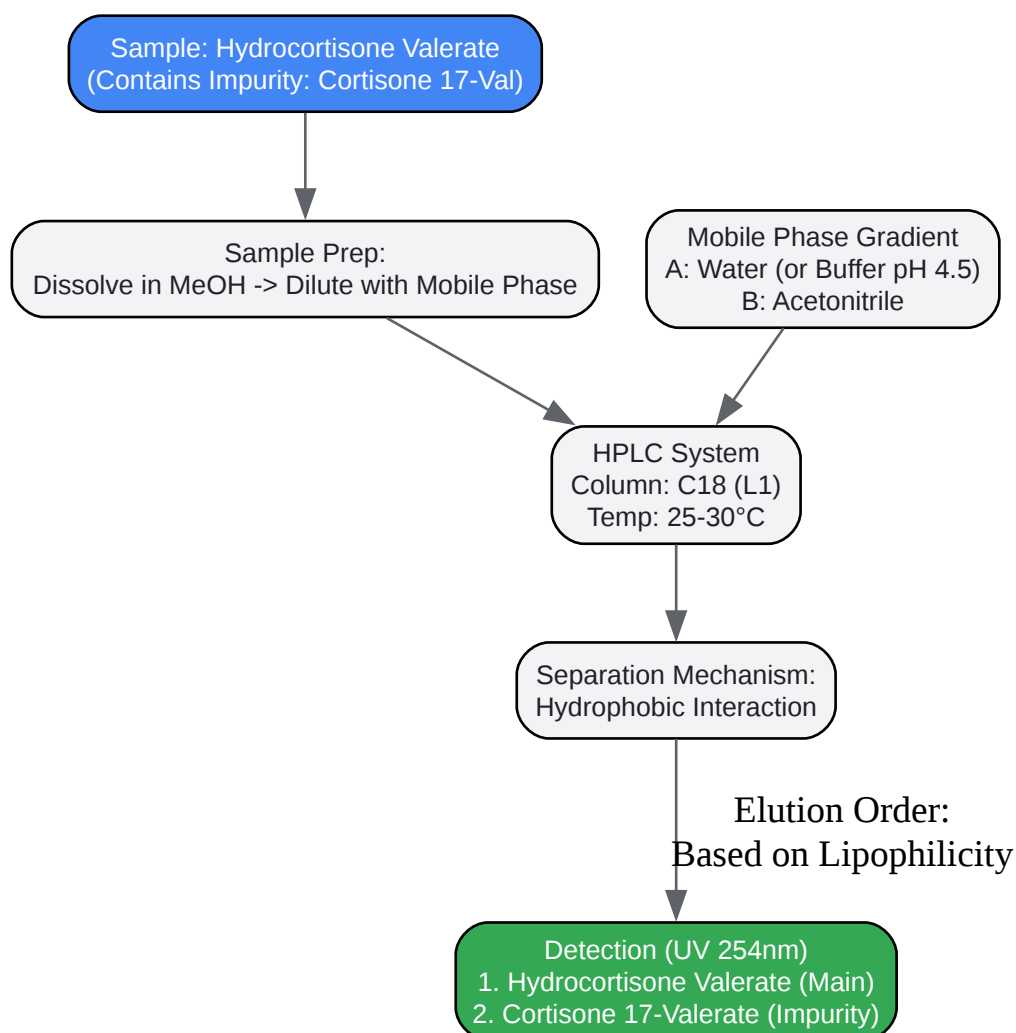 Sample: Hydrocortisone Valerate
(Contains Impurity: Cortisone 17-Val)
Sample Prep:
Dissolve in MeOH -> Dilute with Mobile Phase
Mobile Phase Gradient
A: Water (or Buffer pH 4.5)
B: Acetonitrile
HPLC System
Column: C18 (L1)
Temp: 25-30°C
Separation Mechanism:
Hydrophobic Interaction
Elution Order:
Based on Lipophilicity
Detection (UV 254nm)
1. Hydrocortisone Valerate (Main)
2. Cortisone 17-Valerate (Impurity)